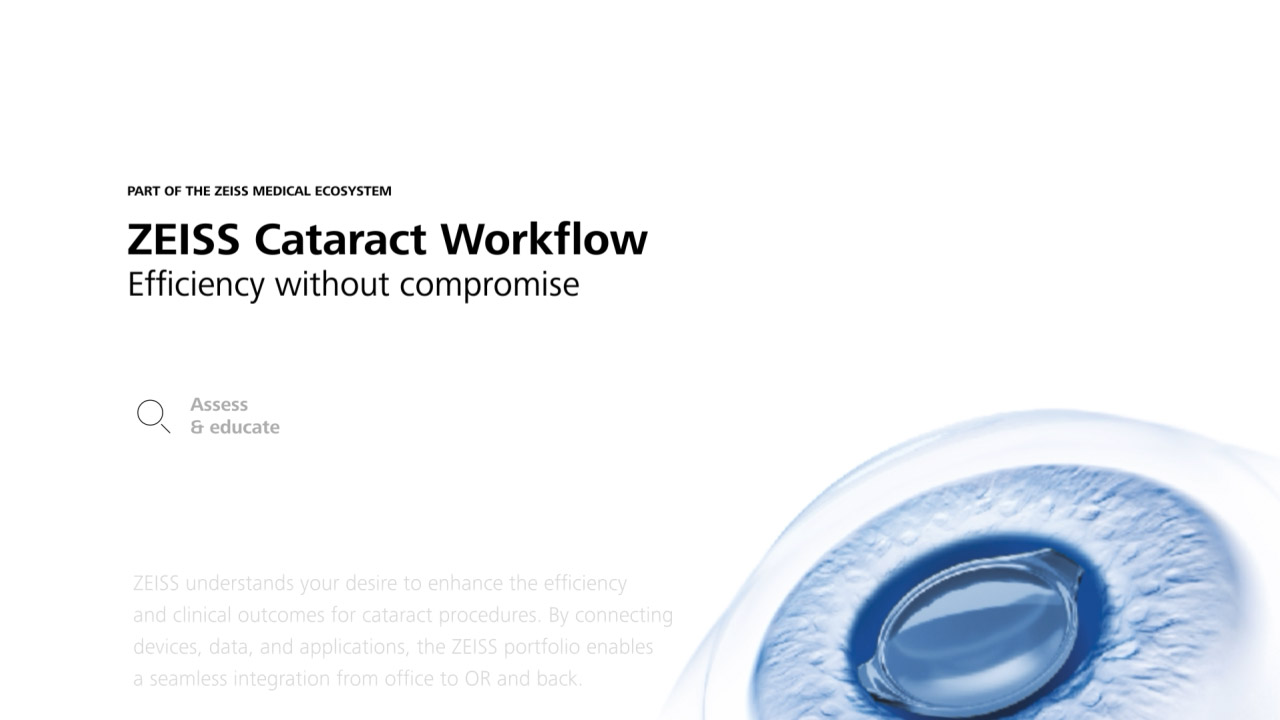 PART OF THE ZEISS MEDICAL ECOSYSTEM
ZEISS Cataract Workflow
Efficiency without compromise
Assess
& educate
ZEISS understands your desire to enhance the efficiency
and clinical outcomes for cataract procedures. By connecting
devices, data, and applications, the ZEISS portfolio enables
a seamless integration from office to OR and back.